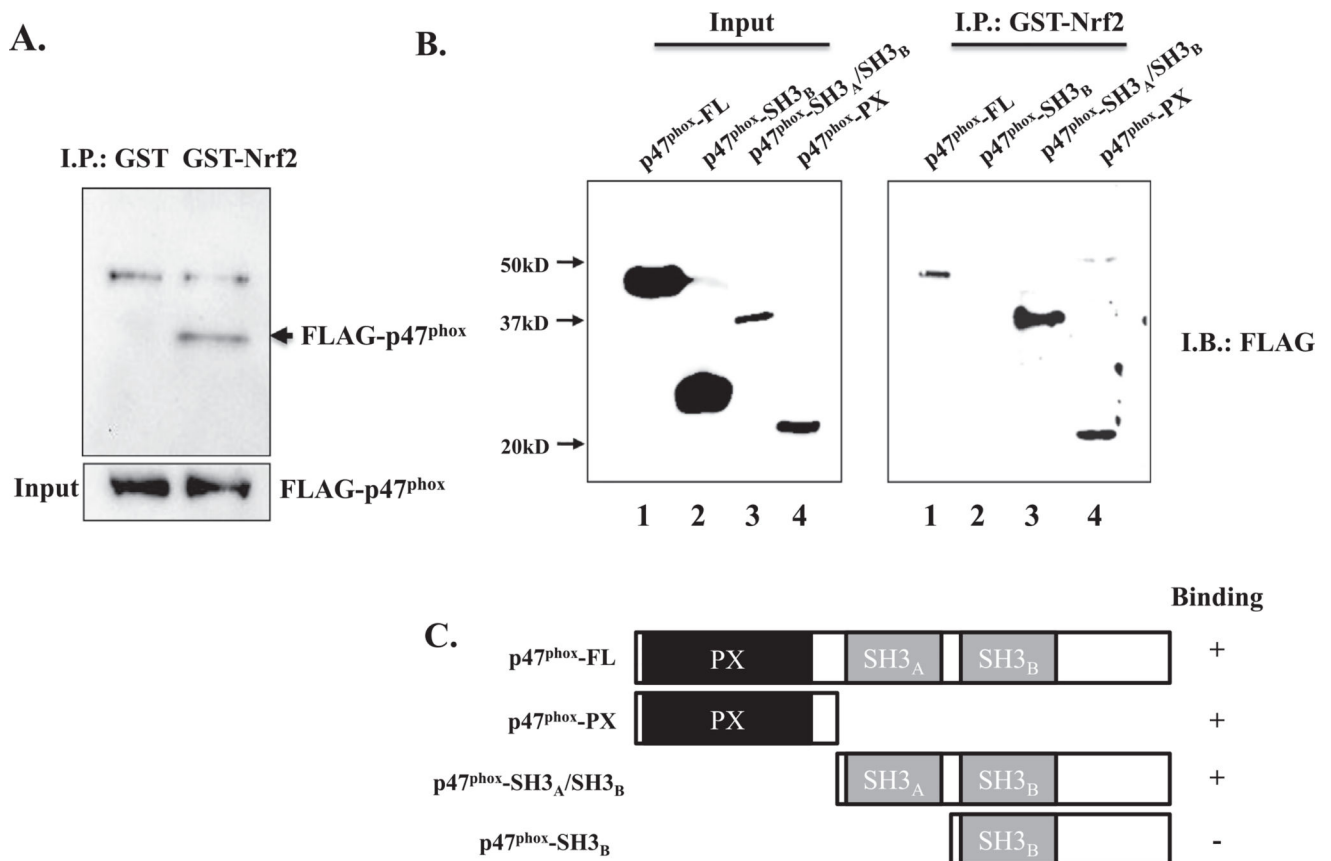 A.
I.P.: GST GST-Nrf2
FLAG-p47phox
Input
FLAG-p47phox
B.
Input
I.P.: GST-Nrf2
p47phox-FL
p47phox-SH3B
p47phox-SH3A/SH3B
p47phox-PX
p47phox-FL
p47phox-SH3B
p47phox-SH3A/SH3B
p47phox-PX
50kD
37kD
20kD
I.B.: FLAG
1 2 3 4
1 2 3 4
C.
Binding
p47phox-FL PX SH3A SH3B +
p47phox-PX PX +
p47phox-SH3A/SH3B SH3A SH3B +
p47phox-SH3B SH3B -